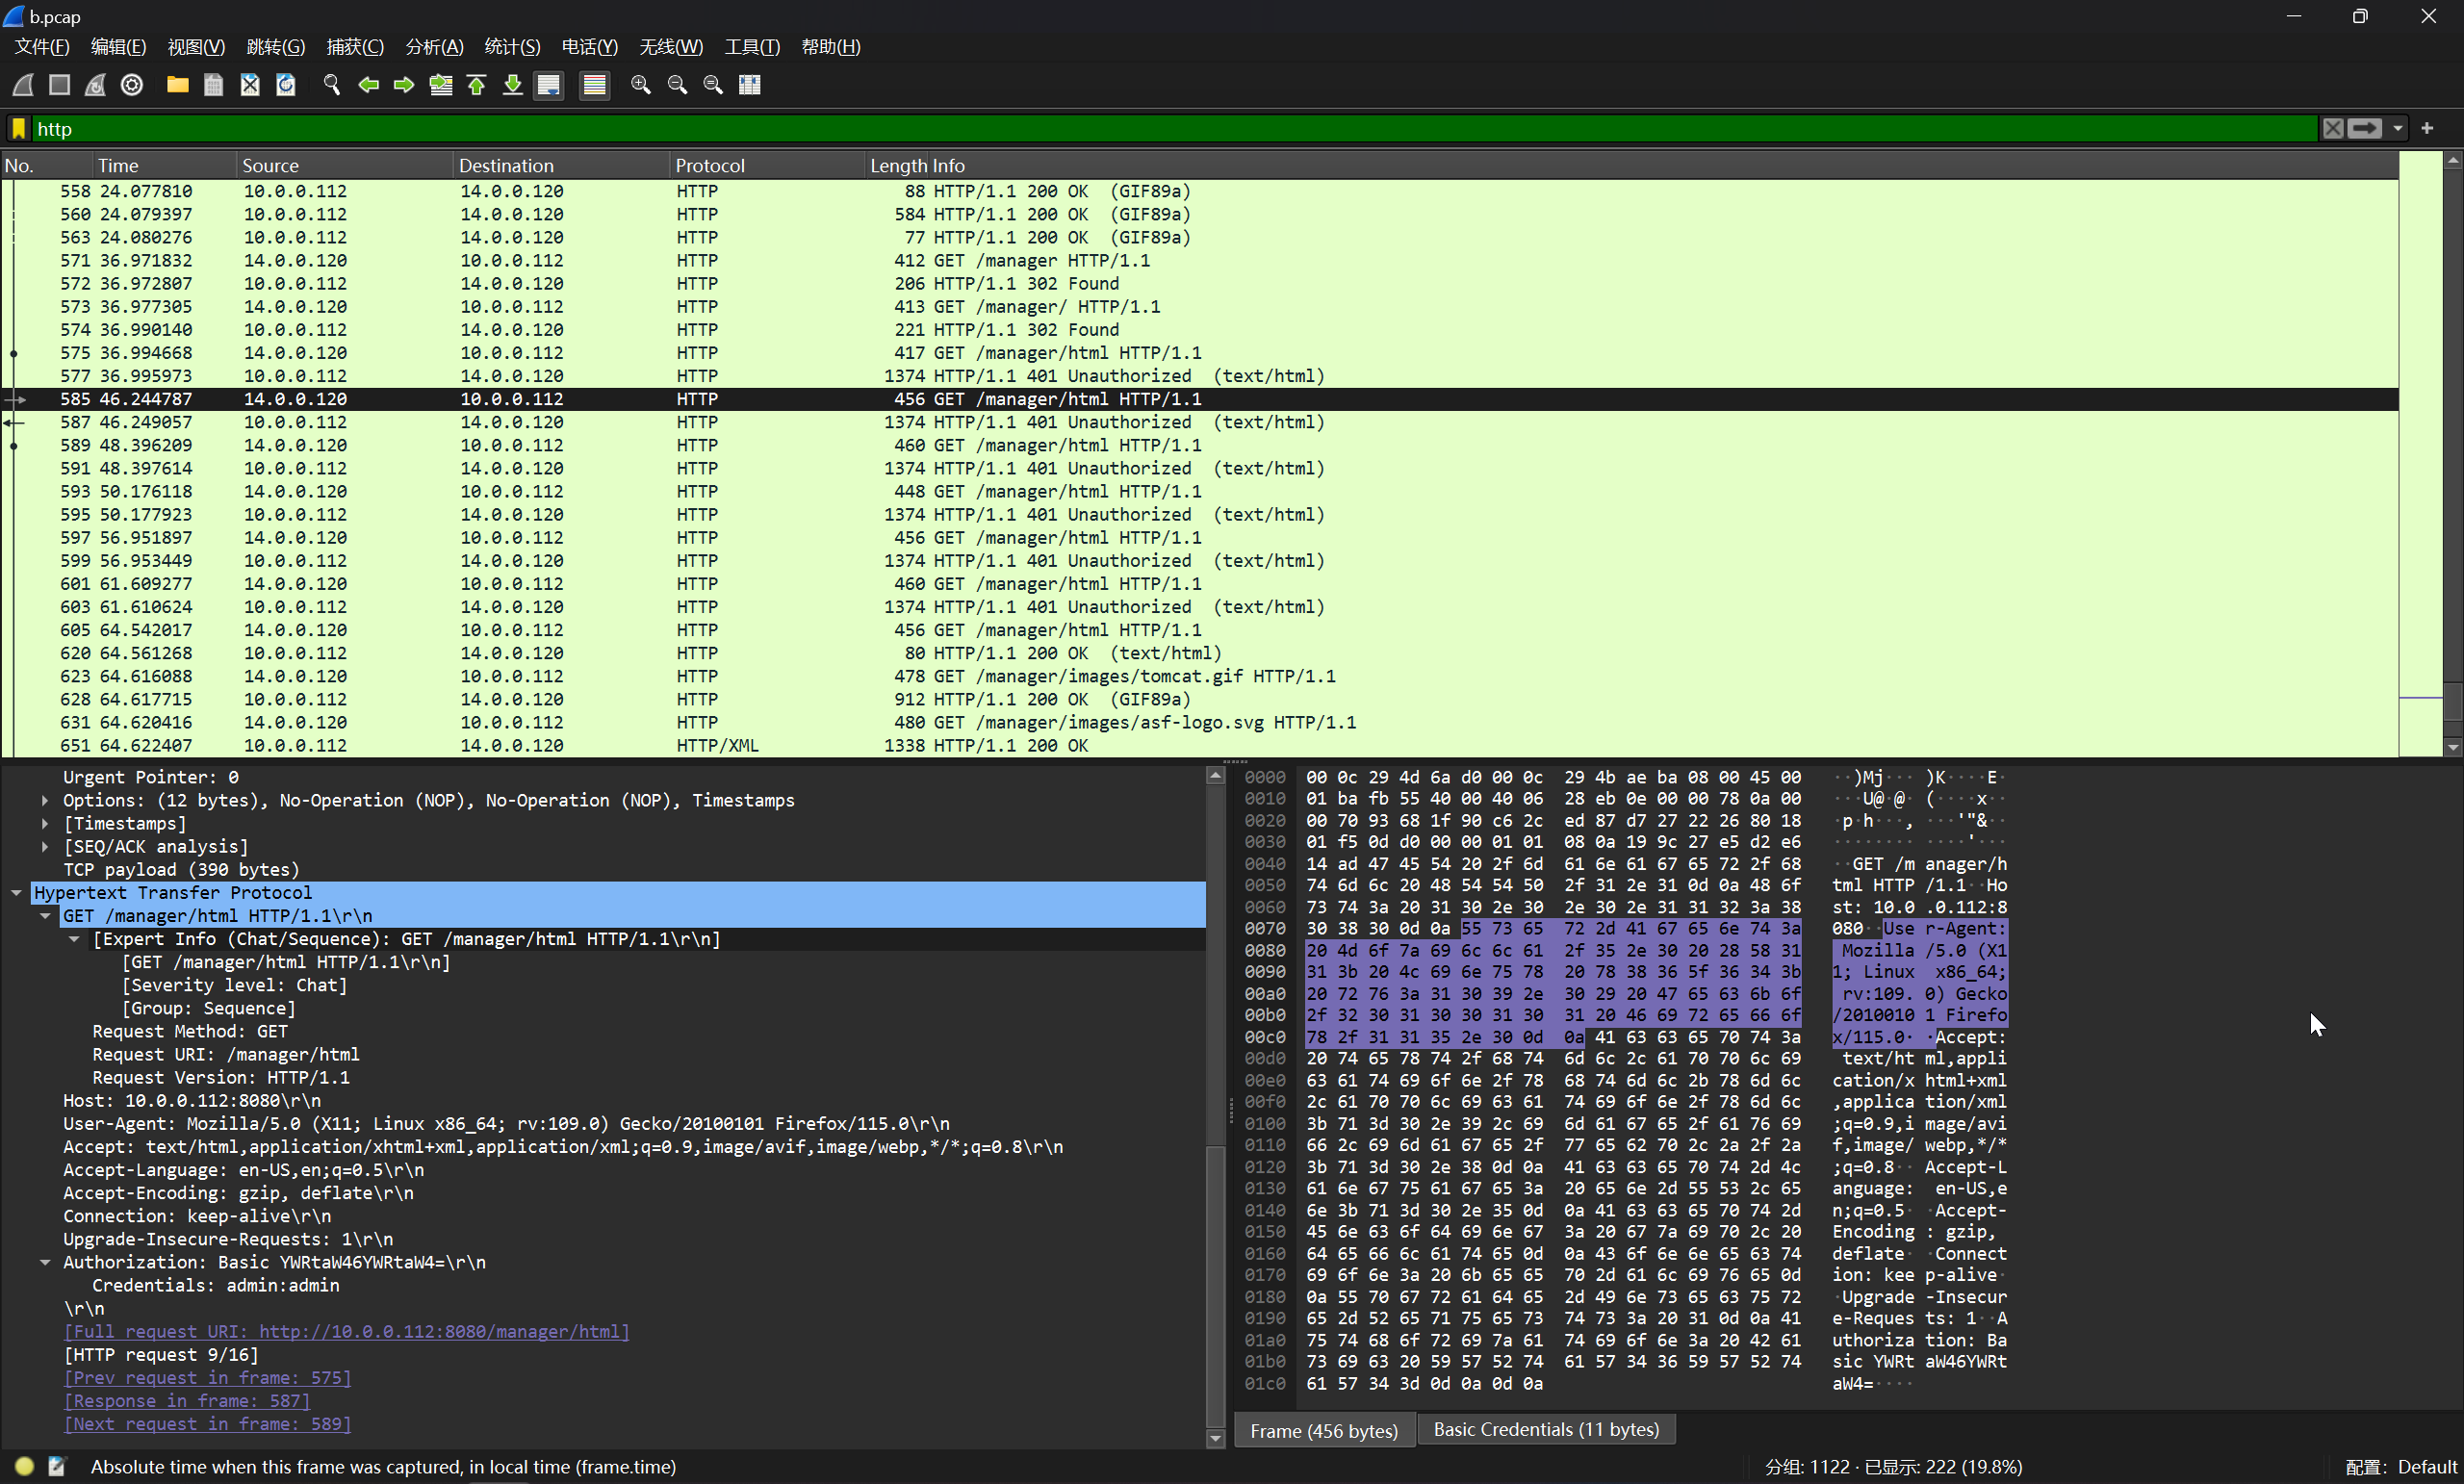 b.pcap
文件(F) 编辑(E) 视图(V) 跳转(G) 捕获(C) 分析(A) 统计(S) 电话(Y) 无线(W) 工具(T) 帮助(H)
http
No. Time Source Destination Protocol Length Info
558 24.077810 10.0.0.112 14.0.0.120 HTTP 88 HTTP/1.1 200 OK (GIF89a)
560 24.079397 10.0.0.112 14.0.0.120 HTTP 584 HTTP/1.1 200 OK (GIF89a)
563 24.080276 10.0.0.112 14.0.0.120 HTTP 77 HTTP/1.1 200 OK (GIF89a)
571 36.971832 14.0.0.120 10.0.0.112 HTTP 412 GET /manager HTTP/1.1
572 36.972807 10.0.0.112 14.0.0.120 HTTP 206 HTTP/1.1 302 Found
573 36.977305 14.0.0.120 10.0.0.112 HTTP 413 GET /manager/ HTTP/1.1
574 36.990140 10.0.0.112 14.0.0.120 HTTP 221 HTTP/1.1 302 Found
575 36.994668 14.0.0.120 10.0.0.112 HTTP 417 GET /manager/html HTTP/1.1
577 36.995973 10.0.0.112 14.0.0.120 HTTP 1374 HTTP/1.1 401 Unauthorized (text/html)
585 46.244787 14.0.0.120 10.0.0.112 HTTP 456 GET /manager/html HTTP/1.1
587 46.249057 10.0.0.112 14.0.0.120 HTTP 1374 HTTP/1.1 401 Unauthorized (text/html)
589 48.396209 14.0.0.120 10.0.0.112 HTTP 460 GET /manager/html HTTP/1.1
591 48.397614 10.0.0.112 14.0.0.120 HTTP 1374 HTTP/1.1 401 Unauthorized (text/html)
593 50.176118 14.0.0.120 10.0.0.112 HTTP 448 GET /manager/html HTTP/1.1
595 50.177923 10.0.0.112 14.0.0.120 HTTP 1374 HTTP/1.1 401 Unauthorized (text/html)
597 56.951897 14.0.0.120 10.0.0.112 HTTP 456 GET /manager/html HTTP/1.1
599 56.953449 10.0.0.112 14.0.0.120 HTTP 1374 HTTP/1.1 401 Unauthorized (text/html)
601 61.609277 14.0.0.120 10.0.0.112 HTTP 460 GET /manager/html HTTP/1.1
603 61.610624 10.0.0.112 14.0.0.120 HTTP 1374 HTTP/1.1 401 Unauthorized (text/html)
605 64.542017 14.0.0.120 10.0.0.112 HTTP 456 GET /manager/html HTTP/1.1
620 64.561268 10.0.0.112 14.0.0.120 HTTP 80 HTTP/1.1 200 OK (text/html)
623 64.616088 14.0.0.120 10.0.0.112 HTTP 478 GET /manager/images/tomcat.gif HTTP/1.1
628 64.617715 10.0.0.112 14.0.0.120 HTTP 912 HTTP/1.1 200 OK (GIF89a)
631 64.620416 14.0.0.120 10.0.0.112 HTTP 480 GET /manager/images/asf-logo.svg HTTP/1.1
651 64.622407 10.0.0.112 14.0.0.120 HTTP/XML 1338 HTTP/1.1 200 OK
Urgent Pointer: 0
Options: (12 bytes), No-Operation (NOP), No-Operation (NOP), Timestamps
[Timestamps]
[SEQ/ACK analysis]
TCP payload (390 bytes)
Hypertext Transfer Protocol
GET /manager/html HTTP/1.1\r\n
[Expert Info (Chat/Sequence): GET /manager/html HTTP/1.1\r\n]
[GET /manager/html HTTP/1.1\r\n]
[Severity level: Chat]
[Group: Sequence]
Request Method: GET
Request URI: /manager/html
Request Version: HTTP/1.1
Host: 10.0.0.112:8080\r\n
User-Agent: Mozilla/5.0 (X11; Linux x86_64; rv:109.0) Gecko/20100101 Firefox/115.0\r\n
Accept: text/html,application/xhtml+xml,application/xml;q=0.9,image/avif,image/webp,*/*;q=0.8\r\n
Accept-Language: en-US,en;q=0.5\r\n
Accept-Encoding: gzip, deflate\r\n
Connection: keep-alive\r\n
Upgrade-Insecure-Requests: 1\r\n
Authorization: Basic YWRtaW46YWRtaW4=\r\n
Credentials: admin:admin
\r\n
[Full request URI: http://10.0.0.112:8080/manager/html]
[HTTP request 9/16]
[Prev request in frame: 575]
[Response in frame: 587]
[Next request in frame: 589]
0000 00 0c 29 4d 6a d0 00 0c 29 4b ae ba 08 00 45 00 ··)Mj··· )K····E·
0010 01 ba fb 55 40 00 40 06 28 eb 0e 00 00 78 0a 00 ···U@·@· (····x··
0020 00 70 93 68 1f 90 c6 2c ed 87 d7 27 22 26 80 18 ·p·h···, ···'"&··
0030 01 f5 0d d0 00 00 01 01 08 0a 19 9c 27 e5 d2 e6 ········ ····'···
0040 14 ad 47 45 54 20 2f 6d 61 6e 61 67 65 72 2f 68 ··GET /m anager/h
0050 74 6d 6c 20 48 54 54 50 2f 31 2e 31 0d 0a 48 6f tml HTTP /1.1··Ho
0060 73 74 3a 20 31 30 2e 30 2e 30 2e 31 31 32 3a 38 st: 10.0 .0.112:8
0070 30 38 30 0d 0a 55 73 65 72 2d 41 67 65 6e 74 3a 080··Use r-Agent:
0080 20 4d 6f 7a 69 6c 6c 61 2f 35 2e 30 20 28 58 31 Mozilla /5.0 (X1
0090 31 3b 20 4c 69 6e 75 78 20 78 38 36 5f 36 34 3b 1; Linux x86_64;
00a0 20 72 76 3a 31 30 39 2e 30 29 20 47 65 63 6b 6f rv:109. 0) Gecko
00b0 2f 32 30 31 30 30 31 30 31 20 46 69 72 65 66 6f /2010010 1 Firefo
00c0 78 2f 31 31 35 2e 30 0d 0a 41 63 63 65 70 74 3a x/115.0· ·Accept:
00d0 20 74 65 78 74 2f 68 74 6d 6c 2c 61 70 70 6c 69 text/ht ml,appli
00e0 63 61 74 69 6f 6e 2f 78 68 74 6d 6c 2b 78 6d 6c cation/x html+xml
00f0 2c 61 70 70 6c 69 63 61 74 69 6f 6e 2f 78 6d 6c ,applica tion/xml
0100 3b 71 3d 30 2e 39 2c 69 6d 61 67 65 2f 61 76 69 ;q=0.9,i mage/avi
0110 66 2c 69 6d 61 67 65 2f 77 65 62 70 2c 2a 2f 2a f,image/ webp,*/*
0120 3b 71 3d 30 2e 38 0d 0a 41 63 63 65 70 74 2d 4c ;q=0.8·· Accept-L
0130 61 6e 67 75 61 67 65 3a 20 65 6e 2d 55 53 2c 65 anguage: en-US,e
0140 6e 3b 71 3d 30 2e 35 0d 0a 41 63 63 65 70 74 2d n;q=0.5· ·Accept-
0150 45 6e 63 6f 64 69 6e 67 3a 20 67 7a 69 70 2c 20 Encoding : gzip,
0160 64 65 66 6c 61 74 65 0d 0a 43 6f 6e 6e 65 63 74 deflate· ·Connect
0170 69 6f 6e 3a 20 6b 65 65 70 2d 61 6c 69 76 65 0d ion: kee p-alive·
0180 0a 55 70 67 72 61 64 65 2d 49 6e 73 65 63 75 72 ·Upgrade -Insecur
0190 65 2d 52 65 71 75 65 73 74 73 3a 20 31 0d 0a 41 e-Reques ts: 1··A
01a0 75 74 68 6f 72 69 7a 61 74 69 6f 6e 3a 20 42 61 uthoriza tion: Ba
01b0 73 69 63 20 59 57 52 74 61 57 34 36 59 57 52 74 sic YWRt aW46YWRt
01c0 61 57 34 3d 0d 0a 0d 0a aW4=····
Frame (456 bytes) Basic Credentials (11 bytes)
Absolute time when this frame was captured, in local time (frame.time) 分组: 1122 · 已显示: 222 (19.8%) 配置: Default